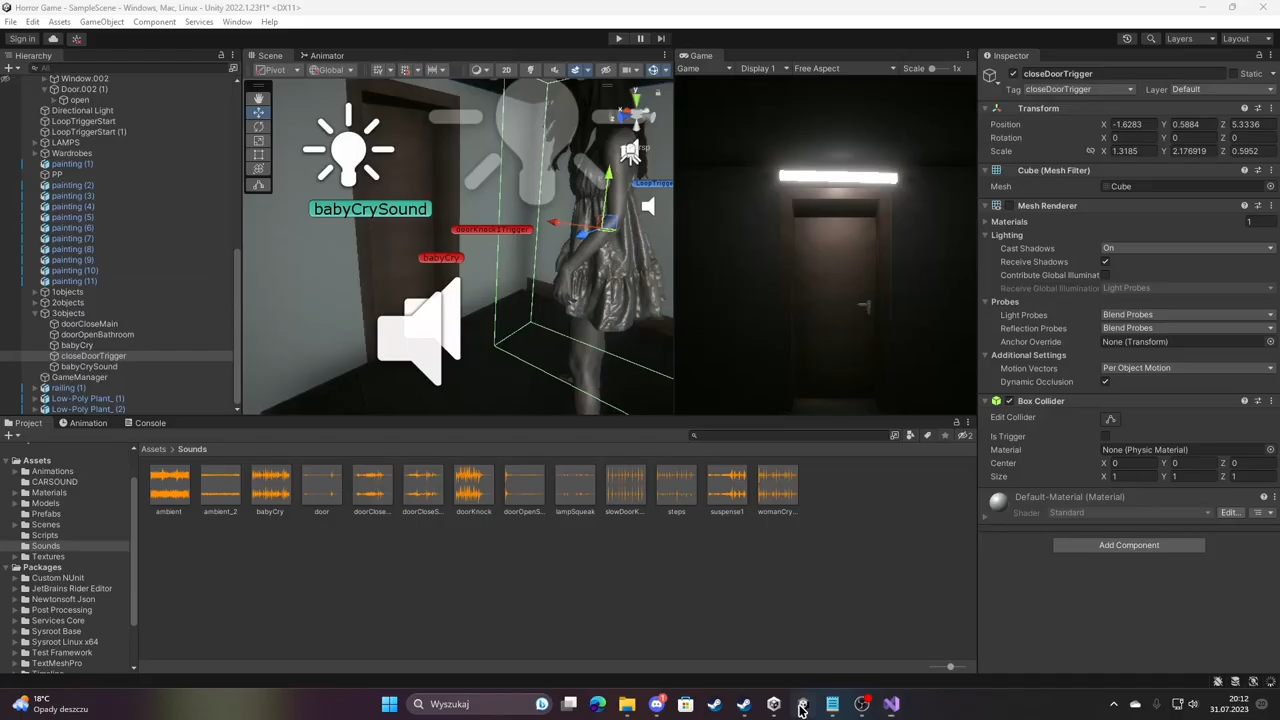 Horror Game - SampleScene - Windows, Mac, Linux - Unity 2022.1.23f1* <DX11>
File Edit Assets GameObject Component Services Window Help
Sign in
Layers
Layout
Hierarchy
All
Window.002
Door.002 (1)
open
Directional Light
LoopTriggerStart
LoopTriggerStart (1)
LAMPS
Wardrobes
painting (1)
PP
painting (2)
painting (3)
painting (4)
painting (5)
painting (6)
painting (7)
painting (8)
painting (9)
painting (10)
painting (11)
1objects
2objects
3objects
doorCloseMain
doorOpenBathroom
babyCry
closeDoorTrigger
babyCrySound
GameManager
railing (1)
Low-Poly Plant_ (1)
Low-Poly Plant_ (2)
Scene Animator
Pivot Global 2D
y
babyCrySound
doorKnock1Trigger
babyCry
LoopTrigge
Game
Game Display 1 Free Aspect Scale 1x
Inspector
closeDoorTrigger Static
Tag closeDoorTrigger Layer Default
Transform
Position X -1.6283 Y 0.5884 Z 5.3336
Rotation X 0 Y 0 Z 0
Scale X 1.3185 Y 2.176919 Z 0.5952
Cube (Mesh Filter)
Mesh Cube
Mesh Renderer
Materials 1
Lighting
Cast Shadows On
Receive Shadows
Contribute Global Illuminat
Receive Global Illumination Light Probes
Probes
Light Probes Blend Probes
Reflection Probes Blend Probes
Anchor Override None (Transform)
Additional Settings
Motion Vectors Per Object Motion
Dynamic Occlusion
Box Collider
Edit Collider
Is Trigger
Material None (Physic Material)
Center X 0 Y 0 Z 0
Size X 1 Y 1 Z 1
Default-Material (Material)
Shader Standard Edit...
Add Component
Project Animation Console
2
Assets
Animations
CARSOUND
Materials
Models
Prefabs
Scenes
Scripts
Sounds
Textures
Packages
Custom NUnit
JetBrains Rider Editor
Newtonsoft Json
Post Processing
Services Core
Sysroot Base
Sysroot Linux x64
Test Framework
TextMeshPro
Assets > Sounds
ambient ambient_2 babyCry door doorClose... doorCloseS... doorKnock doorOpenS... lampSqueak slowDoorK... steps suspense1 womanCry...
18°C
Opady deszczu
Wyszukaj
20:12
31.07.2023